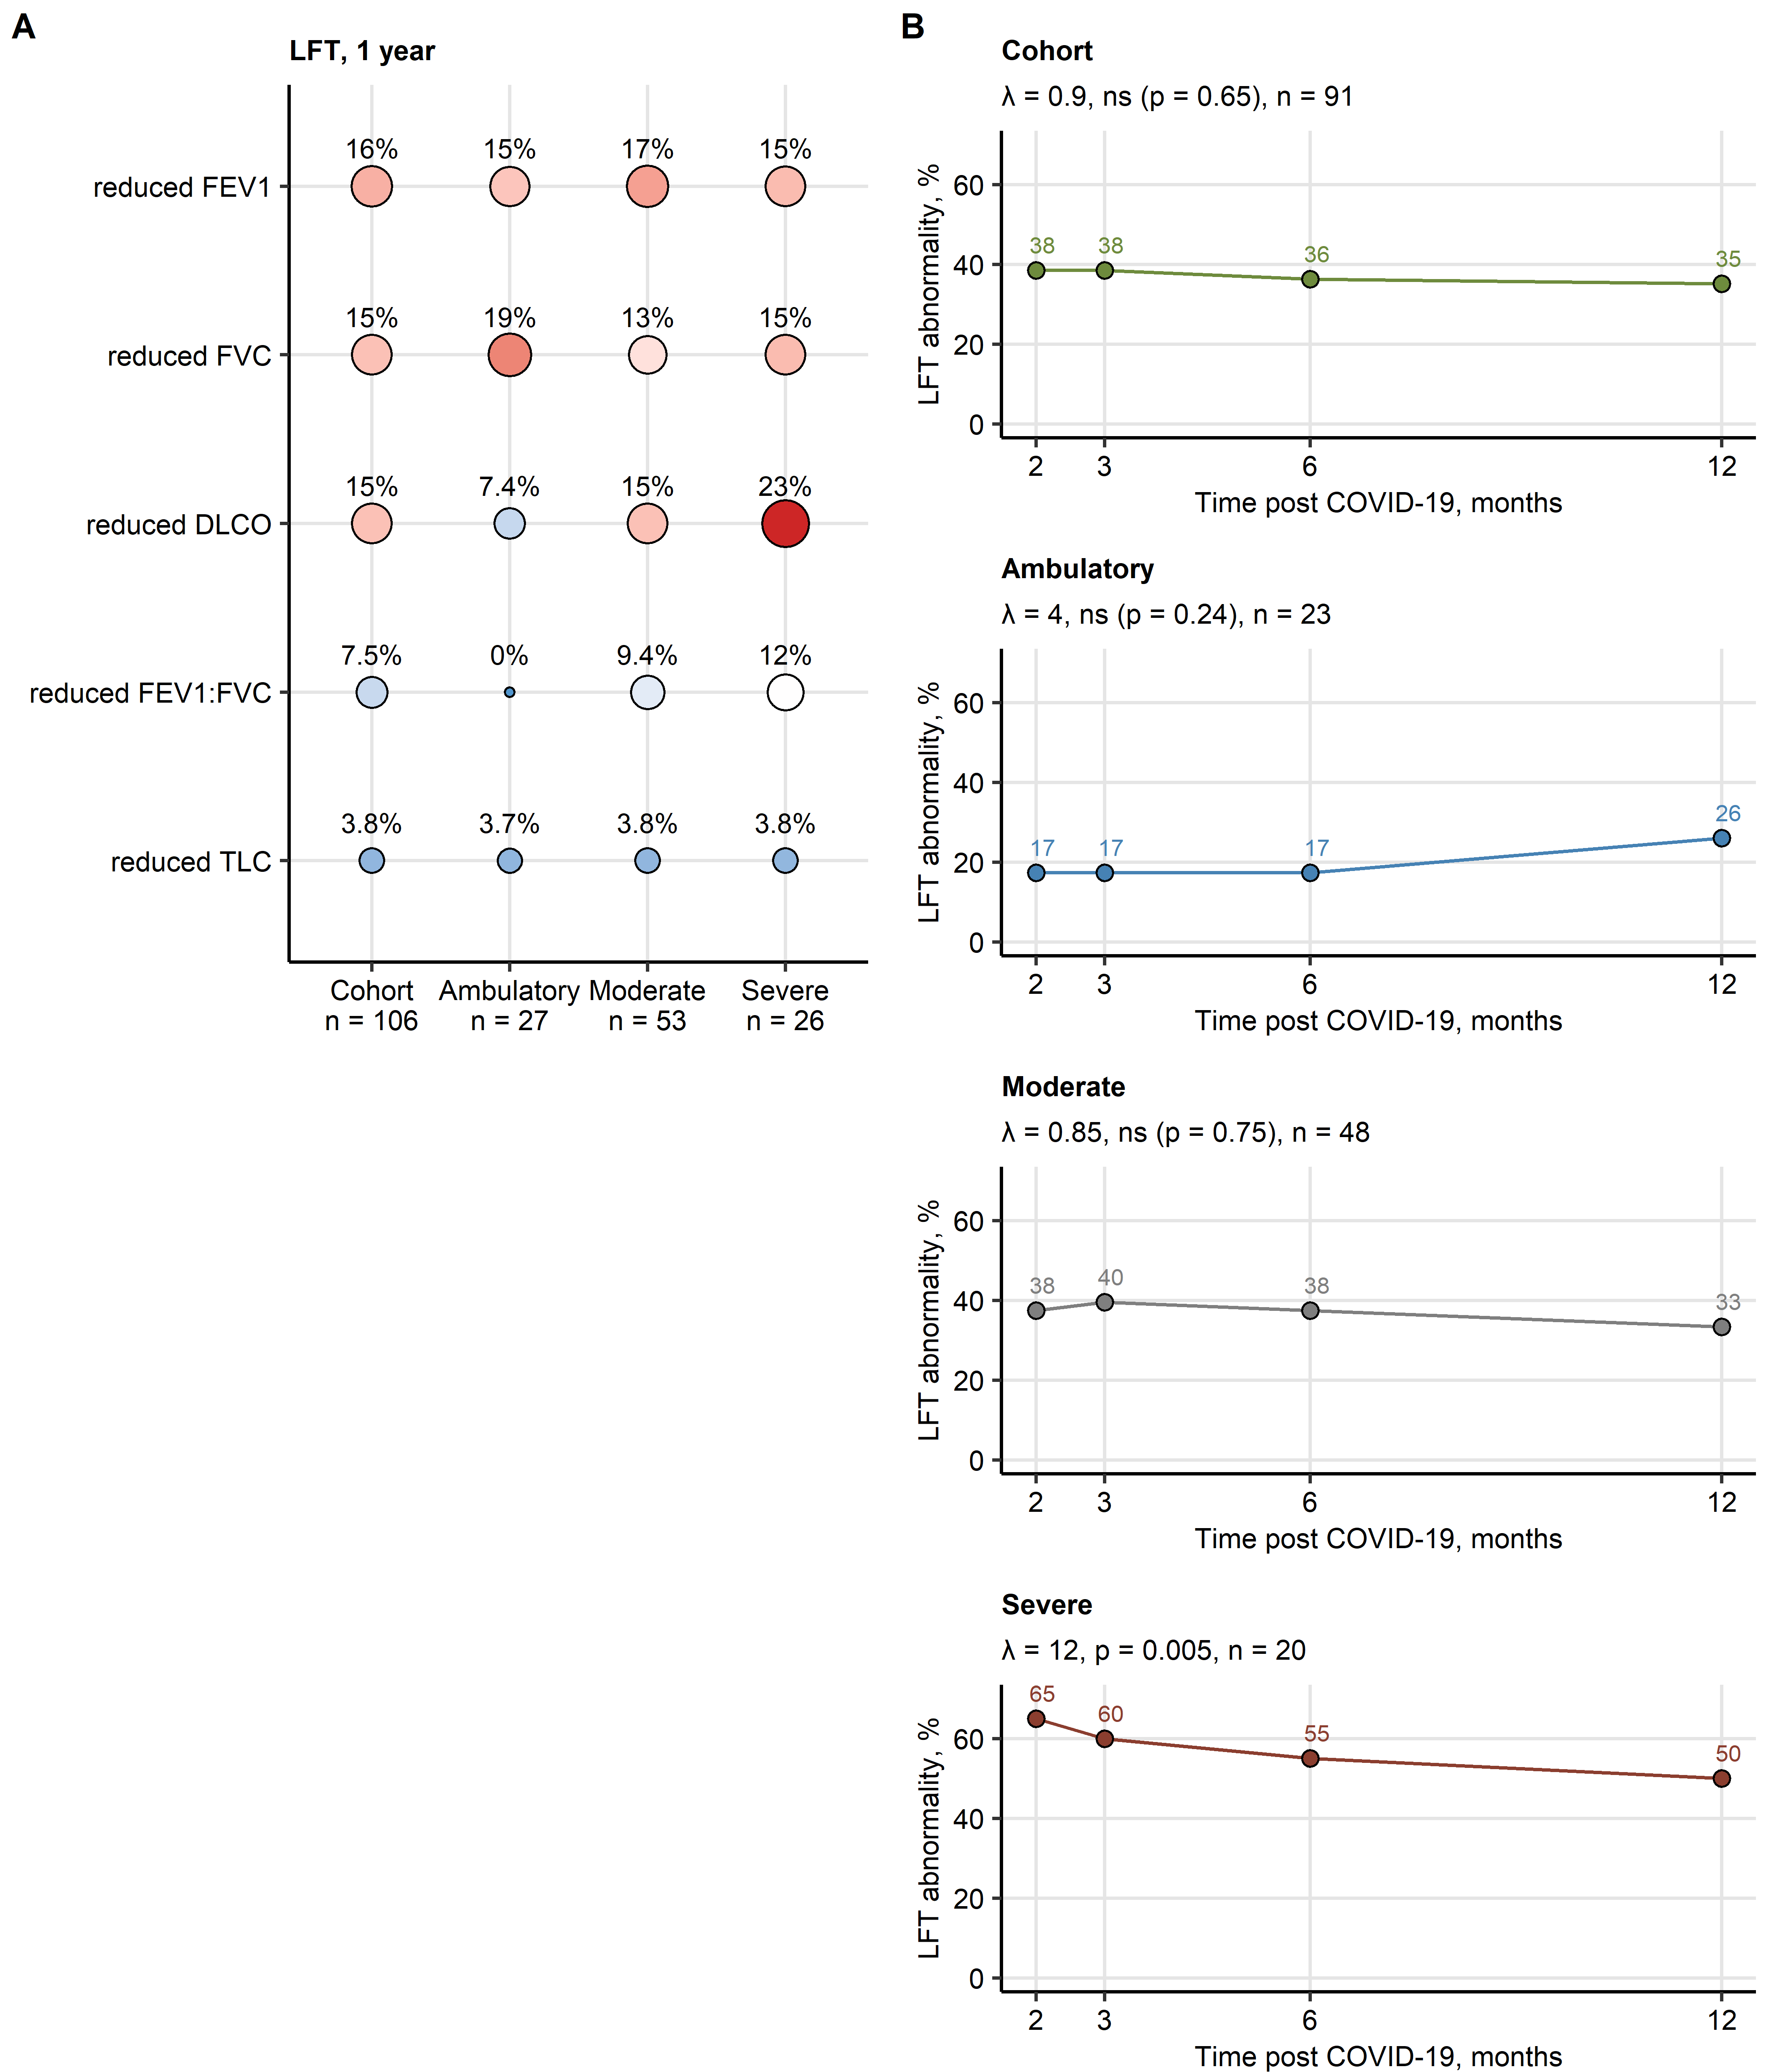 A
LFT, 1 year
16% 15% 17% 15%
reduced FEV1
15% 19% 13% 15%
reduced FVC
15% 7.4% 15% 23%
reduced DLCO
7.5% 0% 9.4% 12%
reduced FEV1:FVC
3.8% 3.7% 3.8% 3.8%
reduced TLC
Cohort Ambulatory Moderate Severe
n = 106 n = 27 n = 53 n = 26
B
Cohort
λ = 0.9, ns (p = 0.65), n = 91
LFT abnormality, %
60
40
20
0
38 38 36 35
2 3 6 12
Time post COVID-19, months
Ambulatory
λ = 4, ns (p = 0.24), n = 23
LFT abnormality, %
60
40
20
0
17 17 17 26
2 3 6 12
Time post COVID-19, months
Moderate
λ = 0.85, ns (p = 0.75), n = 48
LFT abnormality, %
60
40
20
0
38 40 38 33
2 3 6 12
Time post COVID-19, months
Severe
λ = 12, p = 0.005, n = 20
LFT abnormality, %
60
40
20
0
65 60 55 50
2 3 6 12
Time post COVID-19, months